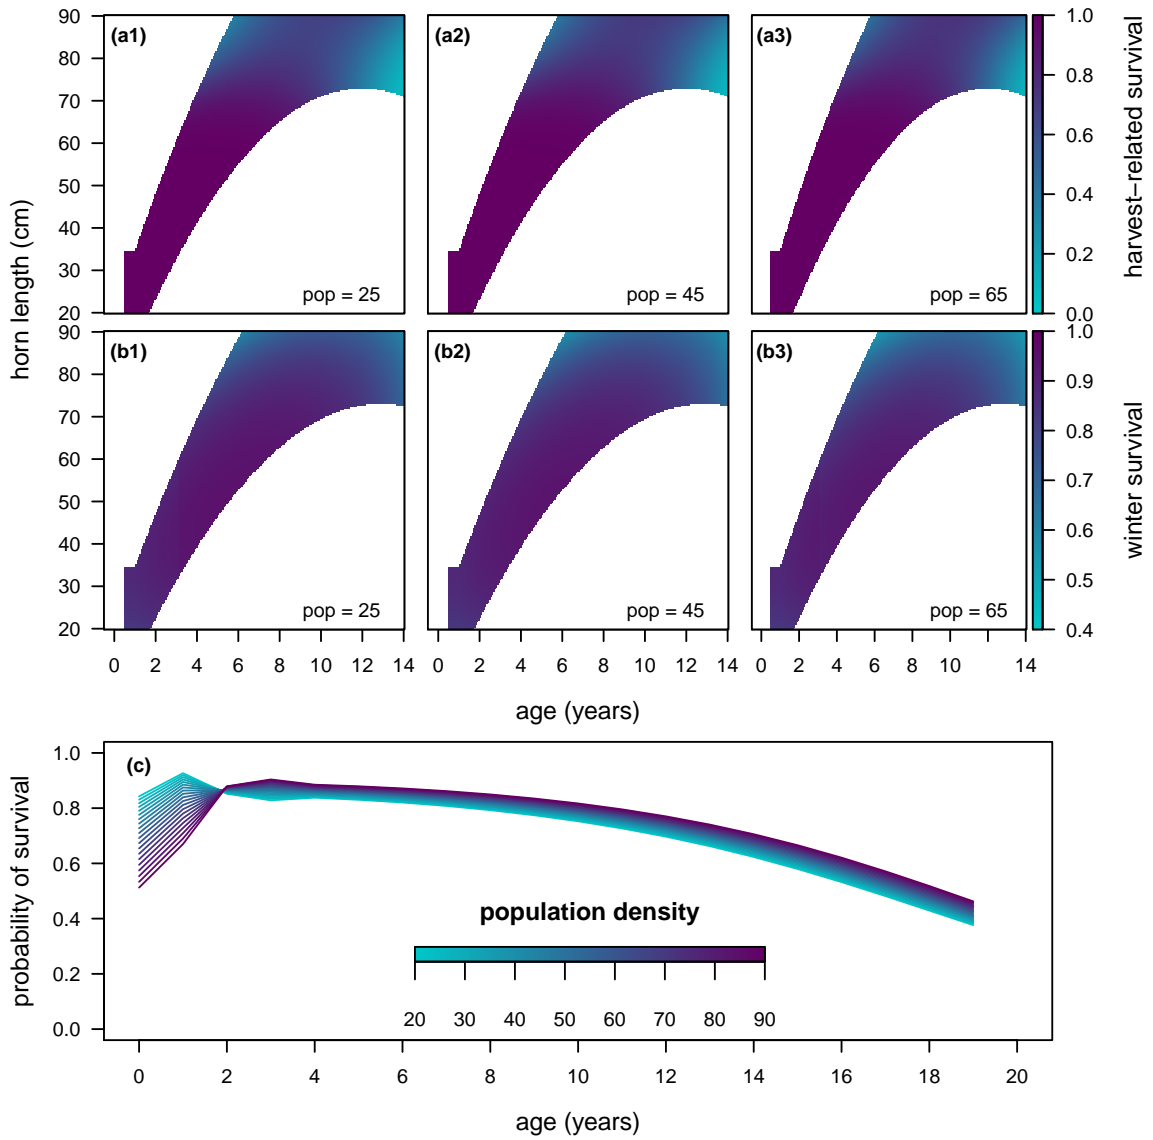 (a1)
(a2)
(a3)
pop = 25
pop = 45
pop = 65
90
80
70
60
50
40
30
20
1.0
0.8
0.6
0.4
0.2
0.0
harvest−related survival
horn length (cm)
(b1)
(b2)
(b3)
pop = 25
pop = 45
pop = 65
90
80
70
60
50
40
30
20
1.0
0.9
0.8
0.7
0.6
0.5
0.4
winter survival
0 2 4 6 8 10 12 14
0 2 4 6 8 10 12 14
0 2 4 6 8 10 14
age (years)
(c)
1.0
0.8
0.6
0.4
0.2
0.0
probability of survival
population density
20 30 40 50 60 70 80 90
0 2 4 6 8 10 12 14 16 18 20
age (years)